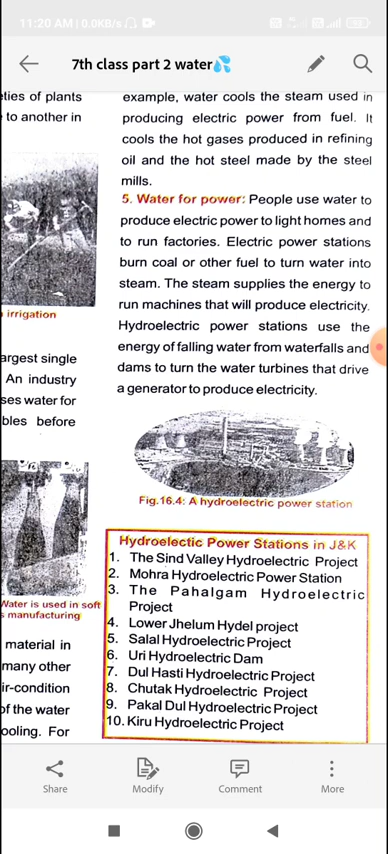 11:20 AM | 0.0KB/s
7th class part 2 water💦
eties of plants
to another in
irrigation
argest single
An industry
ses water for
bles before
Water is used in soft
s manufacturing
material in
many other
ir-condition
of the water
ooling. For
example, water cools the steam used in
producing electric power from fuel. It
cools the hot gases produced in refining
oil and the hot steel made by the steel
mills.
5. Water for power: People use water to
produce electric power to light homes and
to run factories. Electric power stations
burn coal or other fuel to turn water into
steam. The steam supplies the energy to
run machines that will produce electricity.
Hydroelectric power stations use the
energy of falling water from waterfalls and
dams to turn the water turbines that drive
a generator to produce electricity.
Fig.16.4: A hydroelectric power station
Hydroelectic Power Stations in J&K
1. The Sind Valley Hydroelectric Project
2. Mohra Hydroelectric Power Station
3. The Pahalgam Hydroelectric
Project
4. Lower Jhelum Hydel project
5. Salal Hydroelectric Project
6. Uri Hydroelectric Dam
7. Dul Hasti Hydroelectric Project
8. Chutak Hydroelectric Project
9. Pakal Dul Hydroelectric Project
10. Kiru Hydroelectric Project
Share
Modify
Comment
More